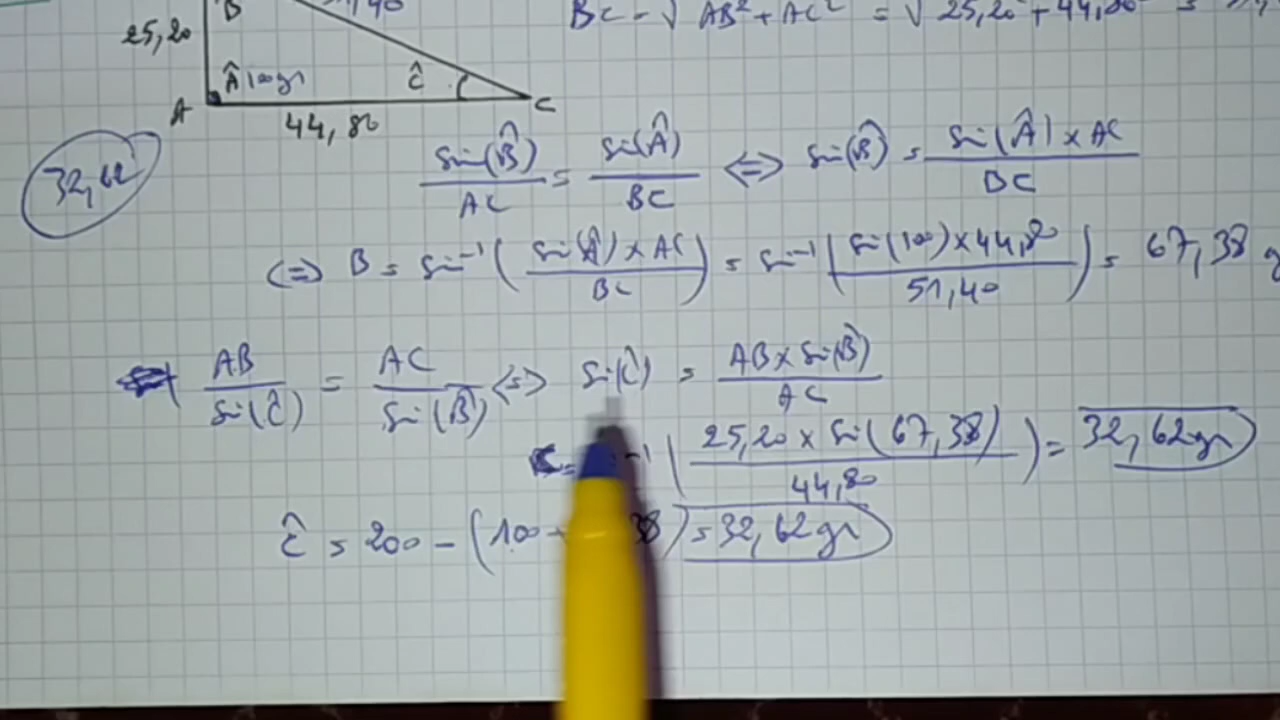 B
25,20
BC = √ AB² + AC² = √ 25,20² + 44,80² =
Â 100gr Ĉ
A C
44,80
32,62
sin(B̂) / AC = sin(Â) / BC <=> sin(B̂) = sin(Â) x AC / BC
<=> B = sin⁻¹ ( sin(Â) x AC / BC ) = sin⁻¹ ( sin(100) x 44,80 / 51,40 ) = 67,38 g
AB / sin(Ĉ) = AC / sin(B̂) <=> sin(Ĉ) = AB x sin(B̂) / AC
C = ⁻¹ ( 25,20 x sin(67,38) / 44,80 ) = 32,62gr
Ĉ = 200 - (100 + 38) = 32,62gr